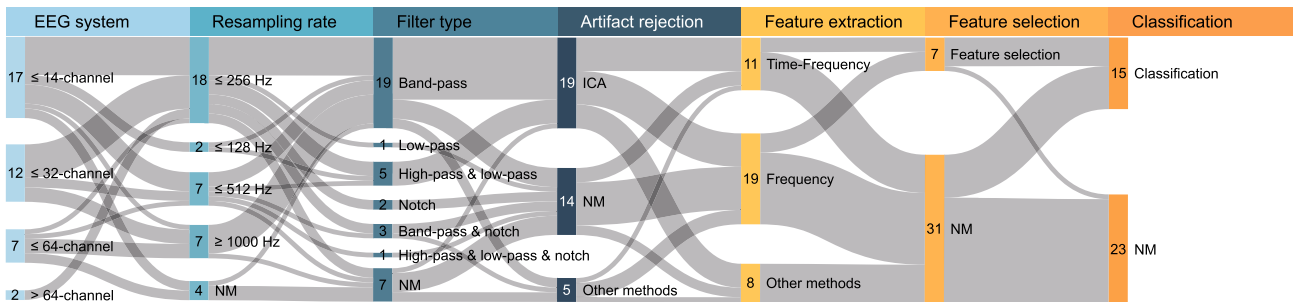 EEG system
Resampling rate
Filter type
Artifact rejection
Feature extraction
Feature selection
Classification
17 ≤ 14-channel
12 ≤ 32-channel
7 ≤ 64-channel
2 > 64-channel
18 ≤ 256 Hz
2 ≤ 128 Hz
7 ≤ 512 Hz
7 ≥ 1000 Hz
4 NM
19 Band-pass
1 Low-pass
5 High-pass & low-pass
2 Notch
3 Band-pass & notch
1 High-pass & low-pass & notch
7 NM
19 ICA
14 NM
5 Other methods
11 Time-Frequency
19 Frequency
8 Other methods
7 Feature selection
31 NM
15 Classification
23 NM